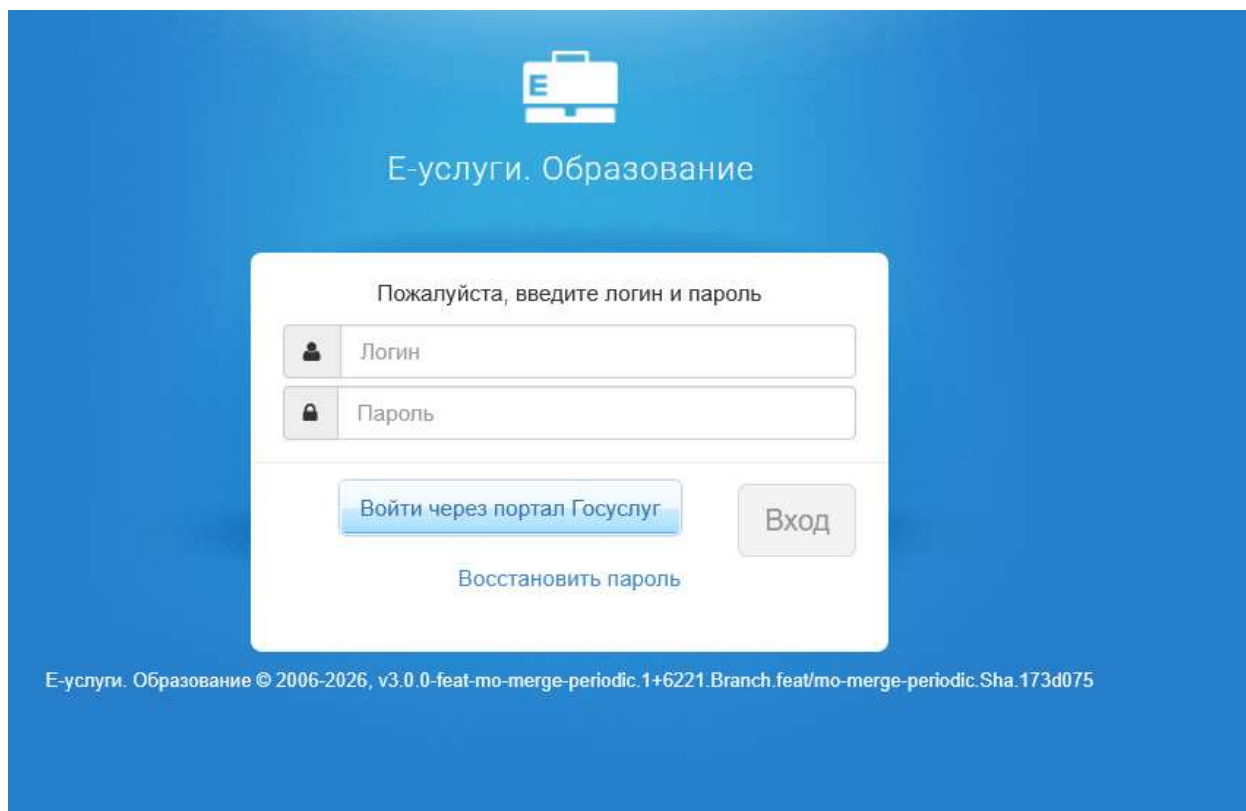 E
Е-услуги. Образование
Пожалуйста, введите логин и пароль
Логин
Пароль
Войти через портал Госуслуг
Вход
Восстановить пароль
Е-услуги. Образование © 2006-2026, v3.0.0-feat-mo-merge-periodic.1+6221.Branch.feat/mo-merge-periodic.Sha.173d075